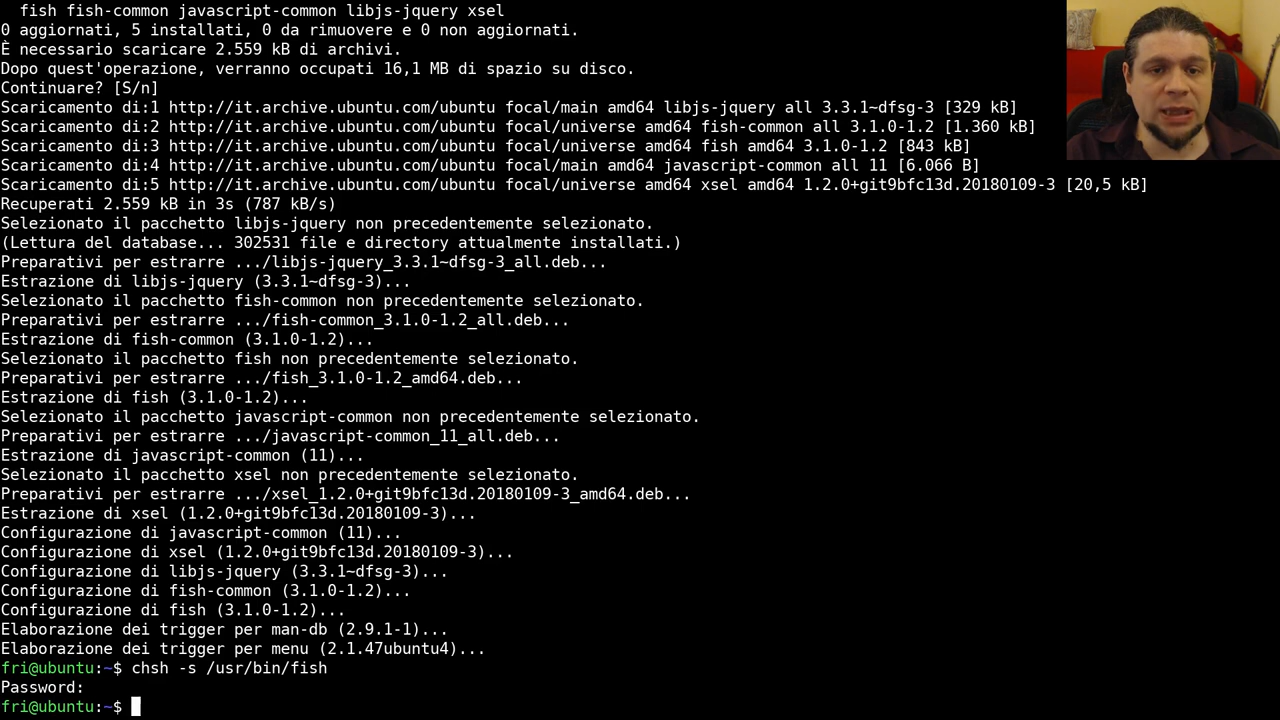 fish fish-common javascript-common libjs-jquery xsel
0 aggiornati, 5 installati, 0 da rimuovere e 0 non aggiornati.
È necessario scaricare 2.559 kB di archivi.
Dopo quest'operazione, verranno occupati 16,1 MB di spazio su disco.
Continuare? [S/n]
Scaricamento di:1 http://it.archive.ubuntu.com/ubuntu focal/main amd64 libjs-jquery all 3.3.1~dfsg-3 [329 kB]
Scaricamento di:2 http://it.archive.ubuntu.com/ubuntu focal/universe amd64 fish-common all 3.1.0-1.2 [1.360 kB]
Scaricamento di:3 http://it.archive.ubuntu.com/ubuntu focal/universe amd64 fish amd64 3.1.0-1.2 [843 kB]
Scaricamento di:4 http://it.archive.ubuntu.com/ubuntu focal/main amd64 javascript-common all 11 [6.066 B]
Scaricamento di:5 http://it.archive.ubuntu.com/ubuntu focal/universe amd64 xsel amd64 1.2.0+git9bfc13d.20180109-3 [20,5 kB]
Recuperati 2.559 kB in 3s (787 kB/s)
Selezionato il pacchetto libjs-jquery non precedentemente selezionato.
(Lettura del database... 302531 file e directory attualmente installati.)
Preparativi per estrarre .../libjs-jquery_3.3.1~dfsg-3_all.deb...
Estrazione di libjs-jquery (3.3.1~dfsg-3)...
Selezionato il pacchetto fish-common non precedentemente selezionato.
Preparativi per estrarre .../fish-common_3.1.0-1.2_all.deb...
Estrazione di fish-common (3.1.0-1.2)...
Selezionato il pacchetto fish non precedentemente selezionato.
Preparativi per estrarre .../fish_3.1.0-1.2_amd64.deb...
Estrazione di fish (3.1.0-1.2)...
Selezionato il pacchetto javascript-common non precedentemente selezionato.
Preparativi per estrarre .../javascript-common_11_all.deb...
Estrazione di javascript-common (11)...
Selezionato il pacchetto xsel non precedentemente selezionato.
Preparativi per estrarre .../xsel_1.2.0+git9bfc13d.20180109-3_amd64.deb...
Estrazione di xsel (1.2.0+git9bfc13d.20180109-3)...
Configurazione di javascript-common (11)...
Configurazione di xsel (1.2.0+git9bfc13d.20180109-3)...
Configurazione di libjs-jquery (3.3.1~dfsg-3)...
Configurazione di fish-common (3.1.0-1.2)...
Configurazione di fish (3.1.0-1.2)...
Elaborazione dei trigger per man-db (2.9.1-1)...
Elaborazione dei trigger per menu (2.1.47ubuntu4)...
fri@ubuntu:~$ chsh -s /usr/bin/fish
Password:
fri@ubuntu:~$